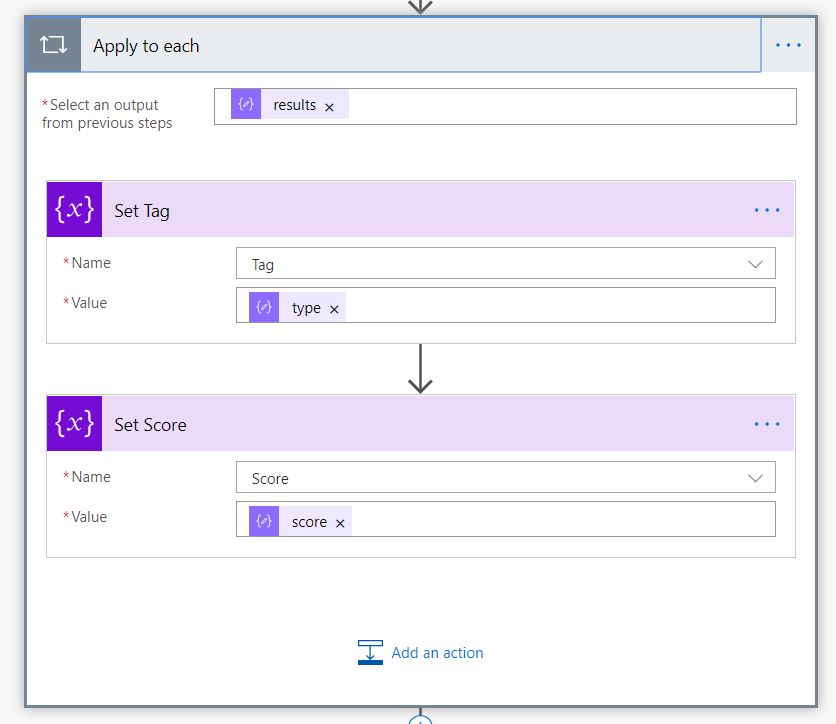 Apply to each
*Select an output
from previous steps
results ×
{x} Set Tag
*Name
Tag
*Value
type ×
{x} Set Score
*Name
Score
*Value
score ×
Add an action